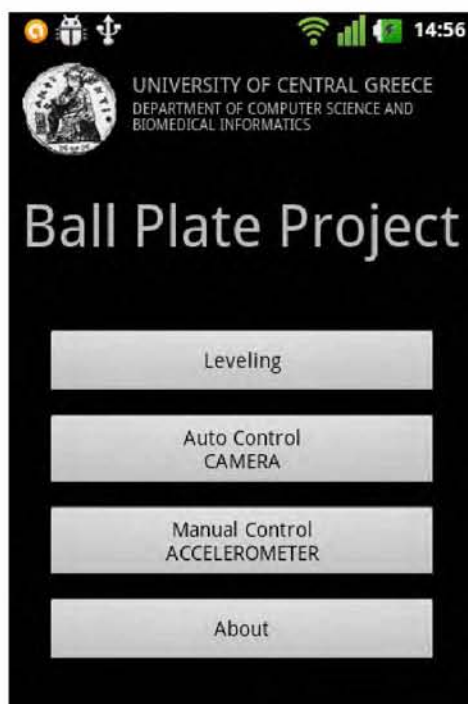 14:56
UNIVERSITY OF CENTRAL GREECE
DEPARTMENT OF COMPUTER SCIENCE AND
BIOMEDICAL INFORMATICS
Ball Plate Project
Leveling
Auto Control
CAMERA
Manual Control
ACCELEROMETER
About